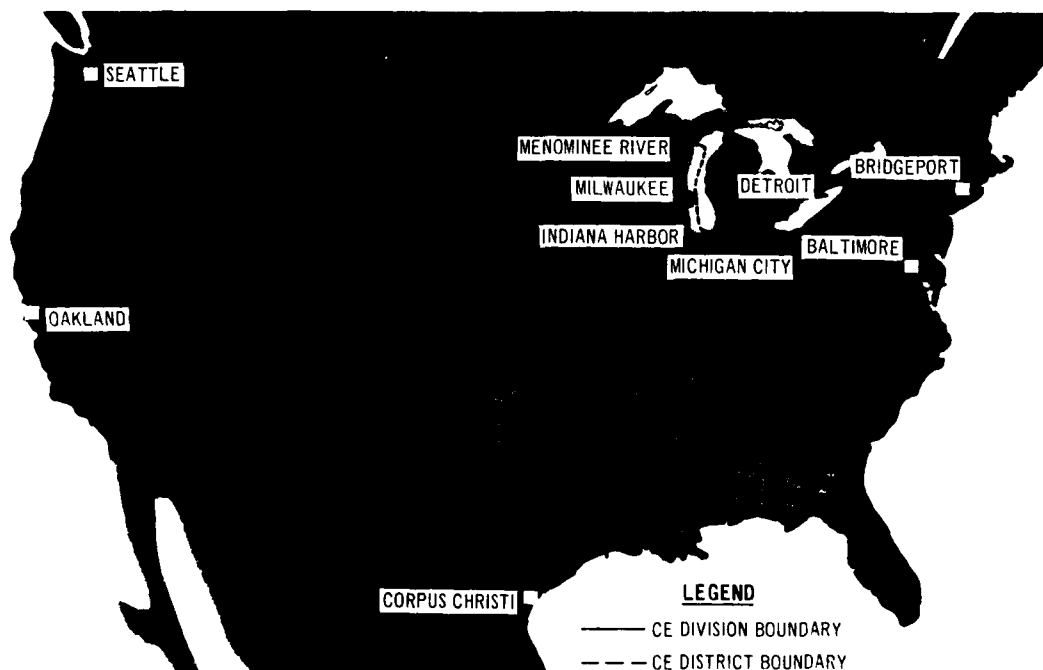 SEATTLE
MENOMINEE RIVER
BRIDGEPORT
MILWAUKEE
DETROIT
INDIANA HARBOR
BALTIMORE
MICHIGAN CITY
OAKLAND
CORPUS CHRISTI
LEGEND
CE DIVISION BOUNDARY
CE DISTRICT BOUNDARY